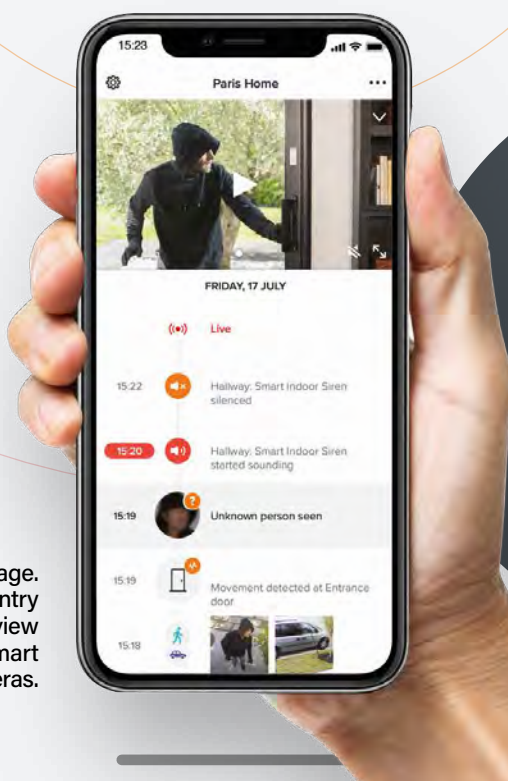 15:23
Paris Home
FRIDAY, 17 JULY
Live
15:22
Hallway: Smart Indoor Siren
silenced
15:20
Hallway: Smart Indoor Siren
started sounding
?
15:19
Unknown person seen
15:19
Movement detected at Entrance
door
15:18
age.
ntry
view
mart
eras.